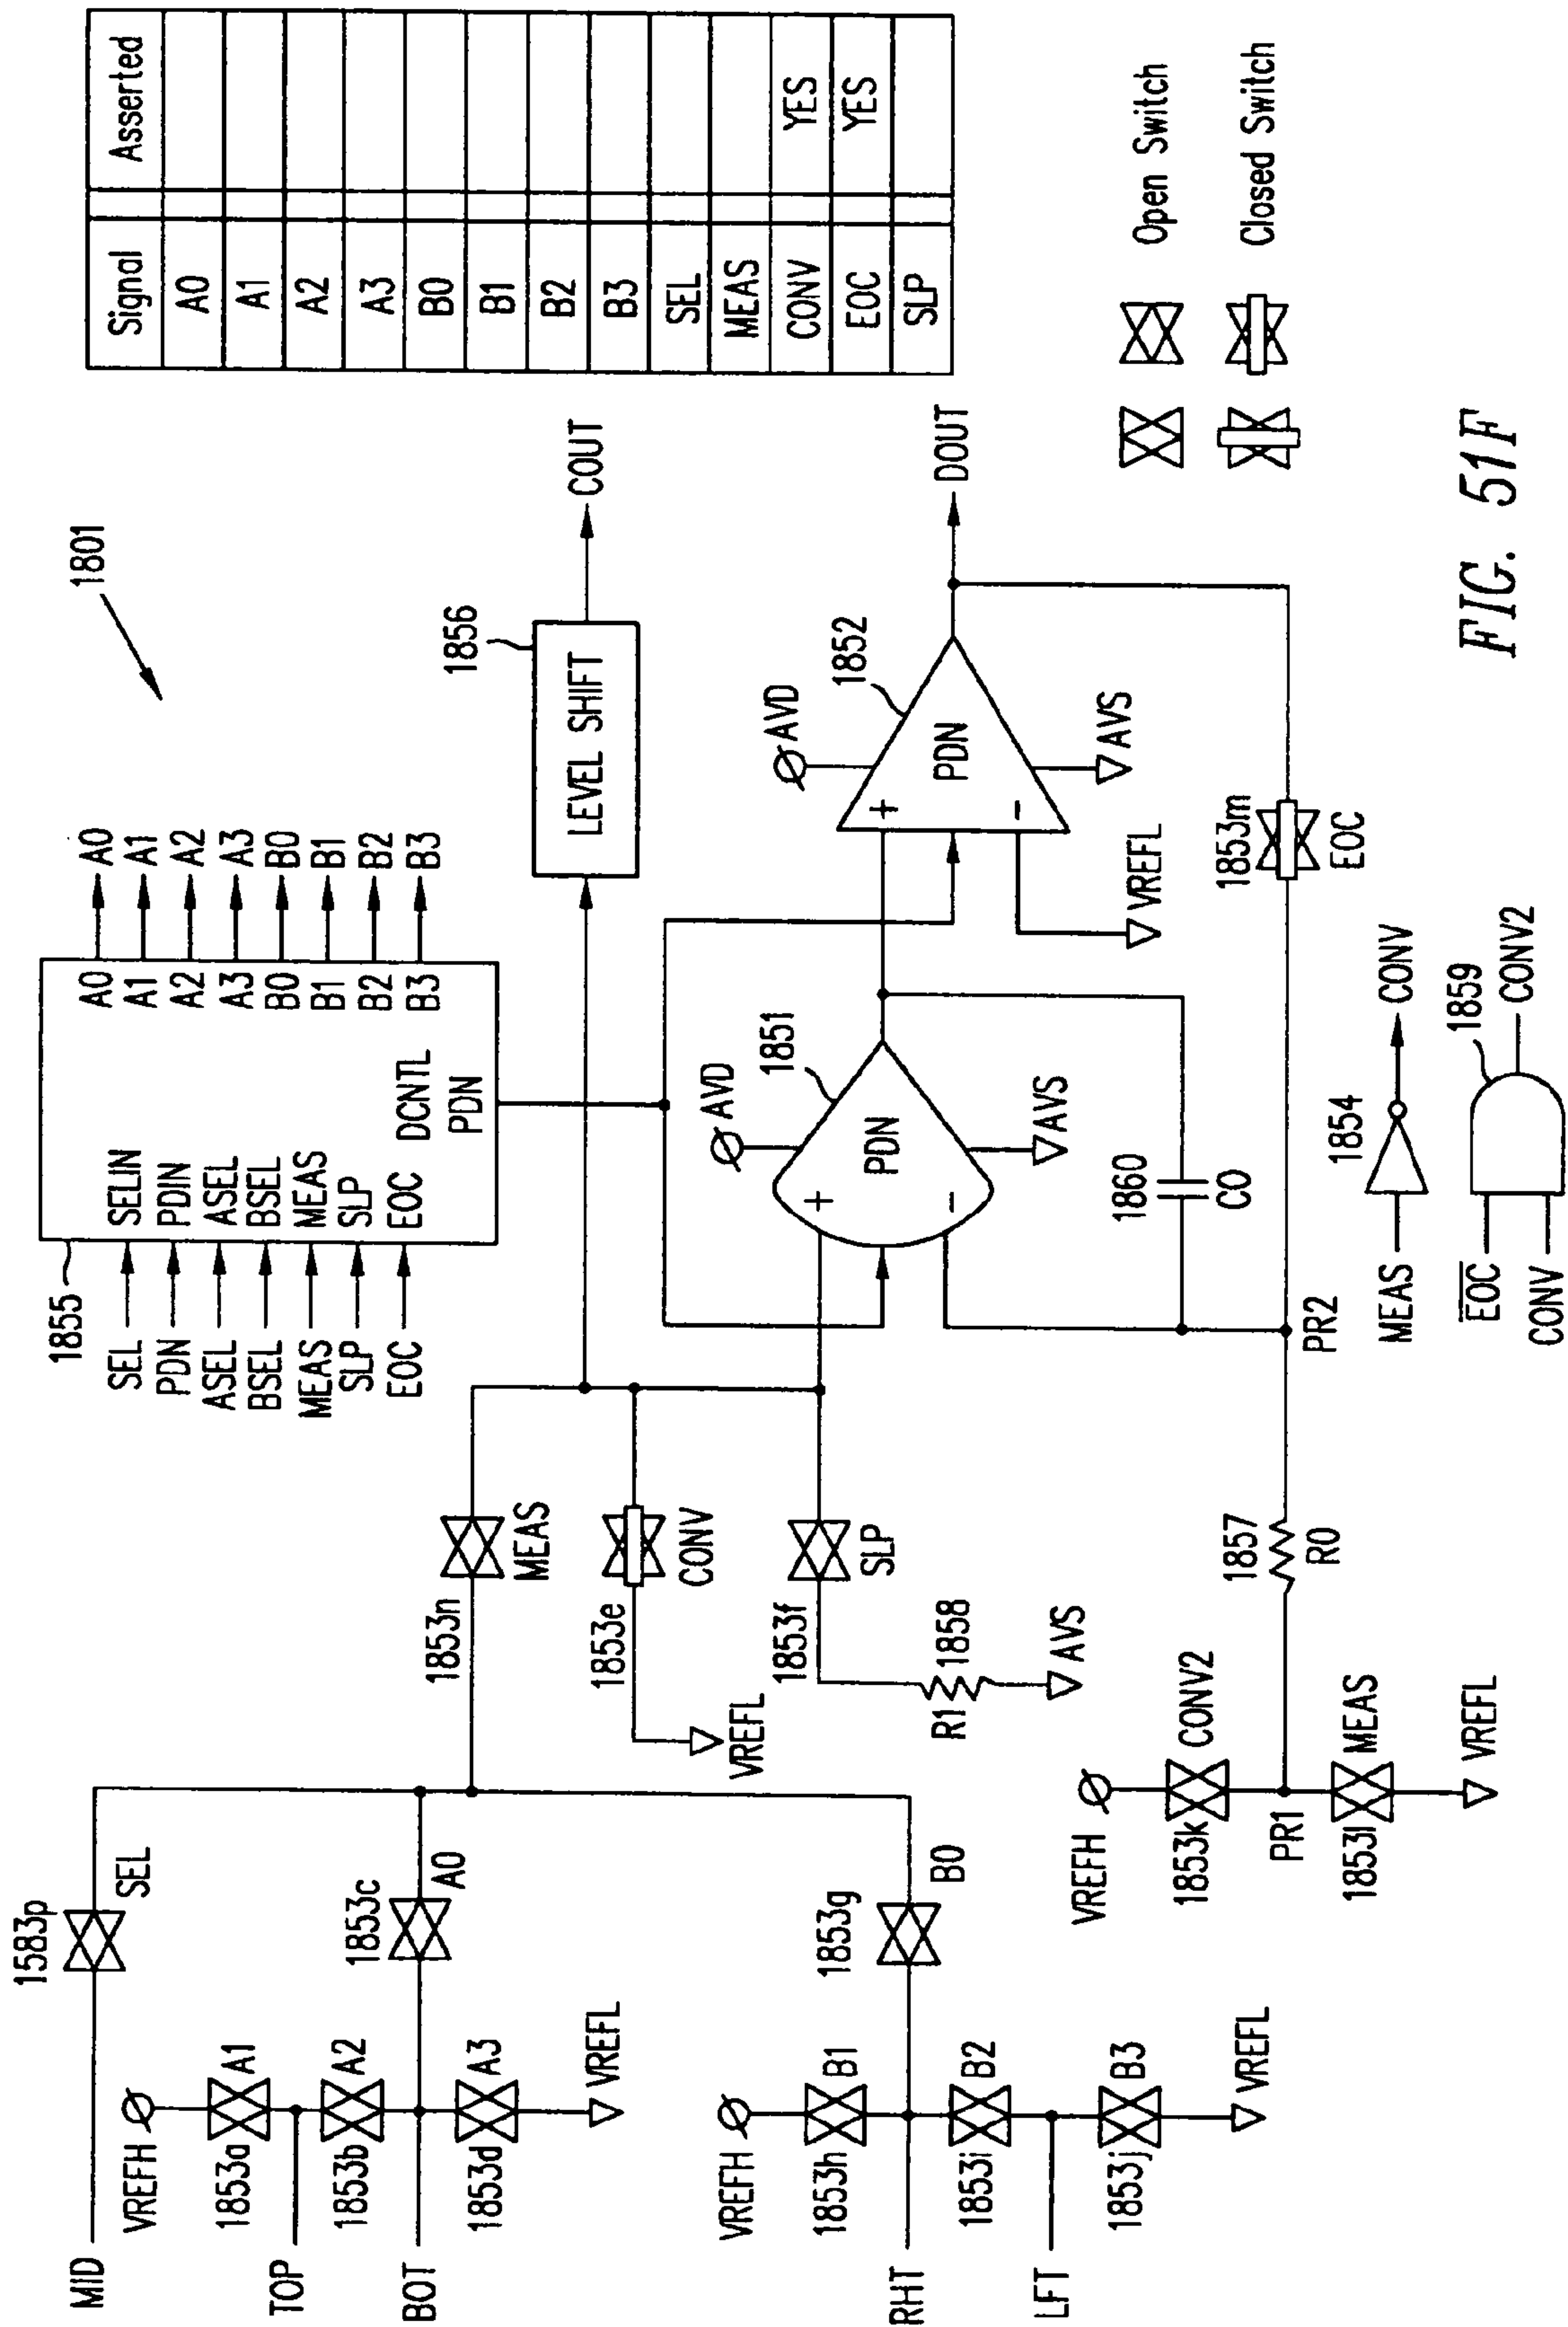 1801
Signal Asserted
A0
A1
A2
A3
B0
B1
B2
B3
SEL
MEAS
CONV YES
EOC YES
SLP
Open Switch
Closed Switch
1855
SEL SELIN A0 A0
PDN PDIN A1 A1
ASEL ASEL A2 A2
BSEL BSEL A3 A3
MEAS MEAS B0 B0
SLP SLP B1 B1
EOC EOC B2 B2
B3 B3
DCNTL
PDN
1856
LEVEL SHIFT
COUT
MID
1583p
SEL
VREFH
1853a
A1
TOP
1853b
A2
1853c
A0
BOT
1853d
A3
VREFL
1853n
MEAS
1853e
CONV
VREFL
1853f
SLP
R1
1858
AVS
AVD
1851
+
PDN
–
AVS
AVD
1852
+
PDN
–
AVS
VREFL
DOUT
1860
CO
VREFH
1853h
B1
RHT
1853g
B0
1853i
B2
LFT
1853j
B3
VREFL
VREFH
1853k
CONV2
PR1
1853l
MEAS
VREFL
1857
R0
PR2
1853m
EOC
MEAS
1854
CONV
EOC
CONV
1859
CONV2
FIG. 51F